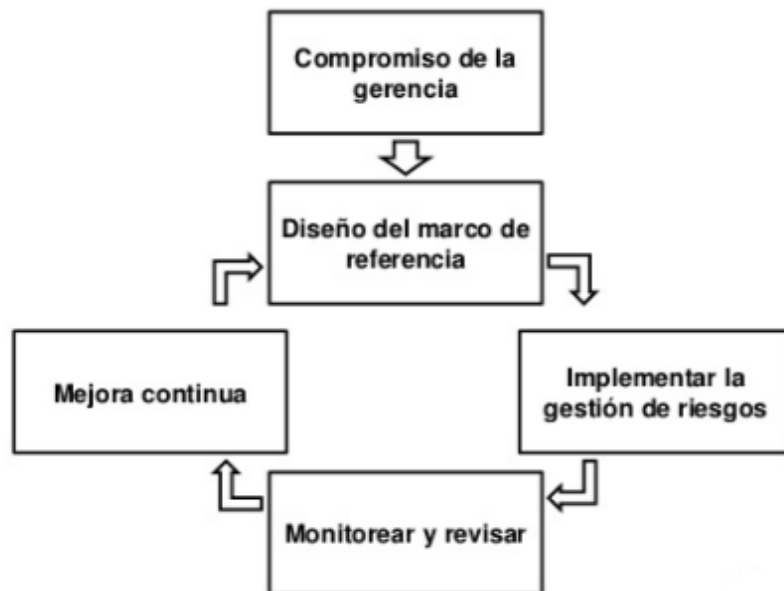 Compromiso de la
gerencia
Diseño del marco de
referencia
Mejora continua
Implementar la
gestión de riesgos
Monitorear y revisar